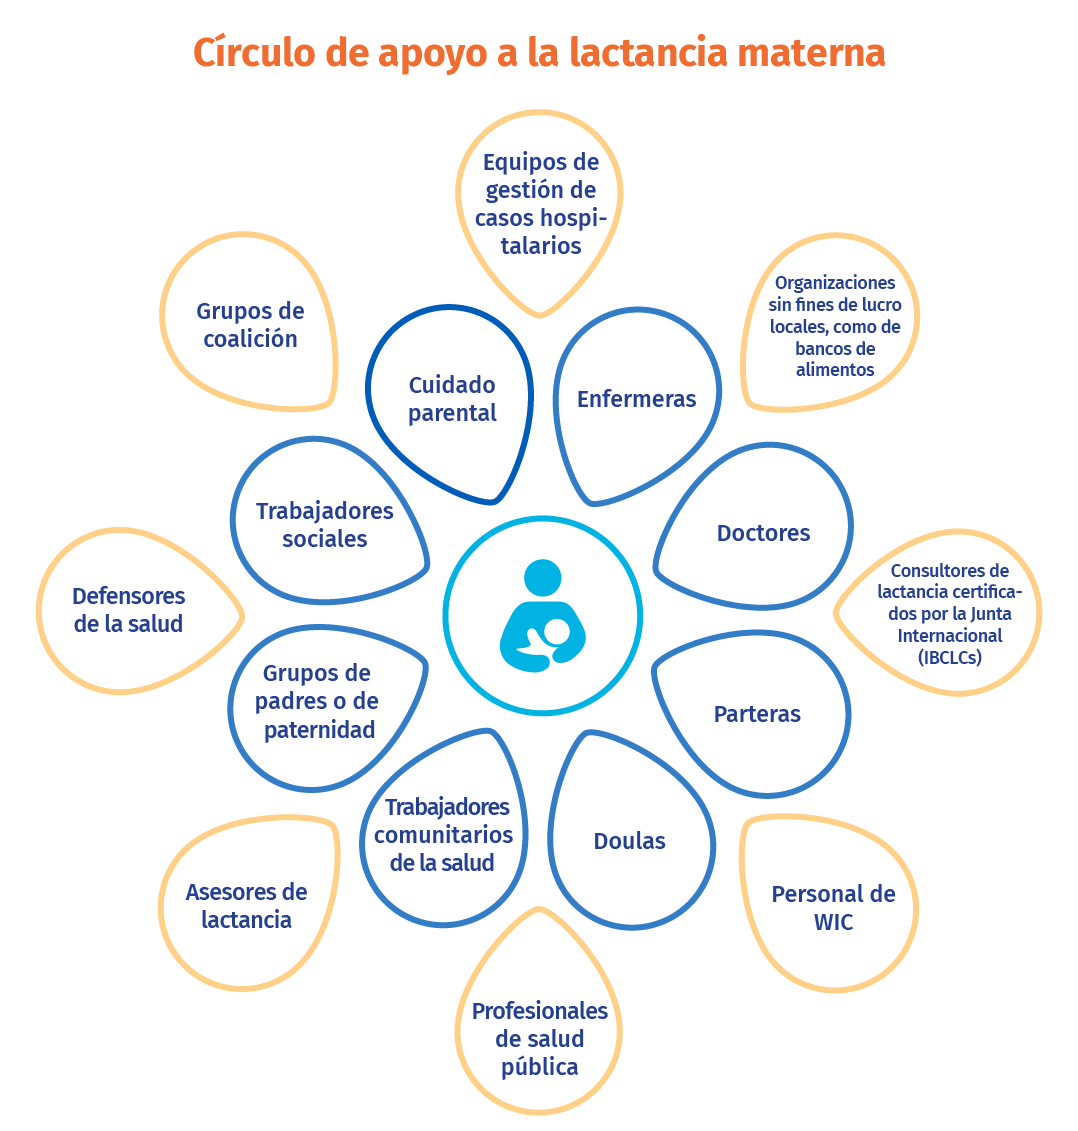 Círculo de apoyo a la lactancia materna
Equipos de
gestión de
casos hospi-
talarios
Grupos de
coalición
Organizaciones
sin fines de lucro
locales, como de
bancos de
alimentos
Cuidado
parental
Enfermeras
Trabajadores
sociales
Doctores
Defensores
de la salud
Consultores de
lactancia certifica-
dos por la Junta
Internacional
(IBCLCs)
Grupos de
padres o de
paternidad
Parteras
Trabajadores
comunitarios
de la salud
Doulas
Asesores de
lactancia
Personal de
WIC
Profesionales
de salud
pública